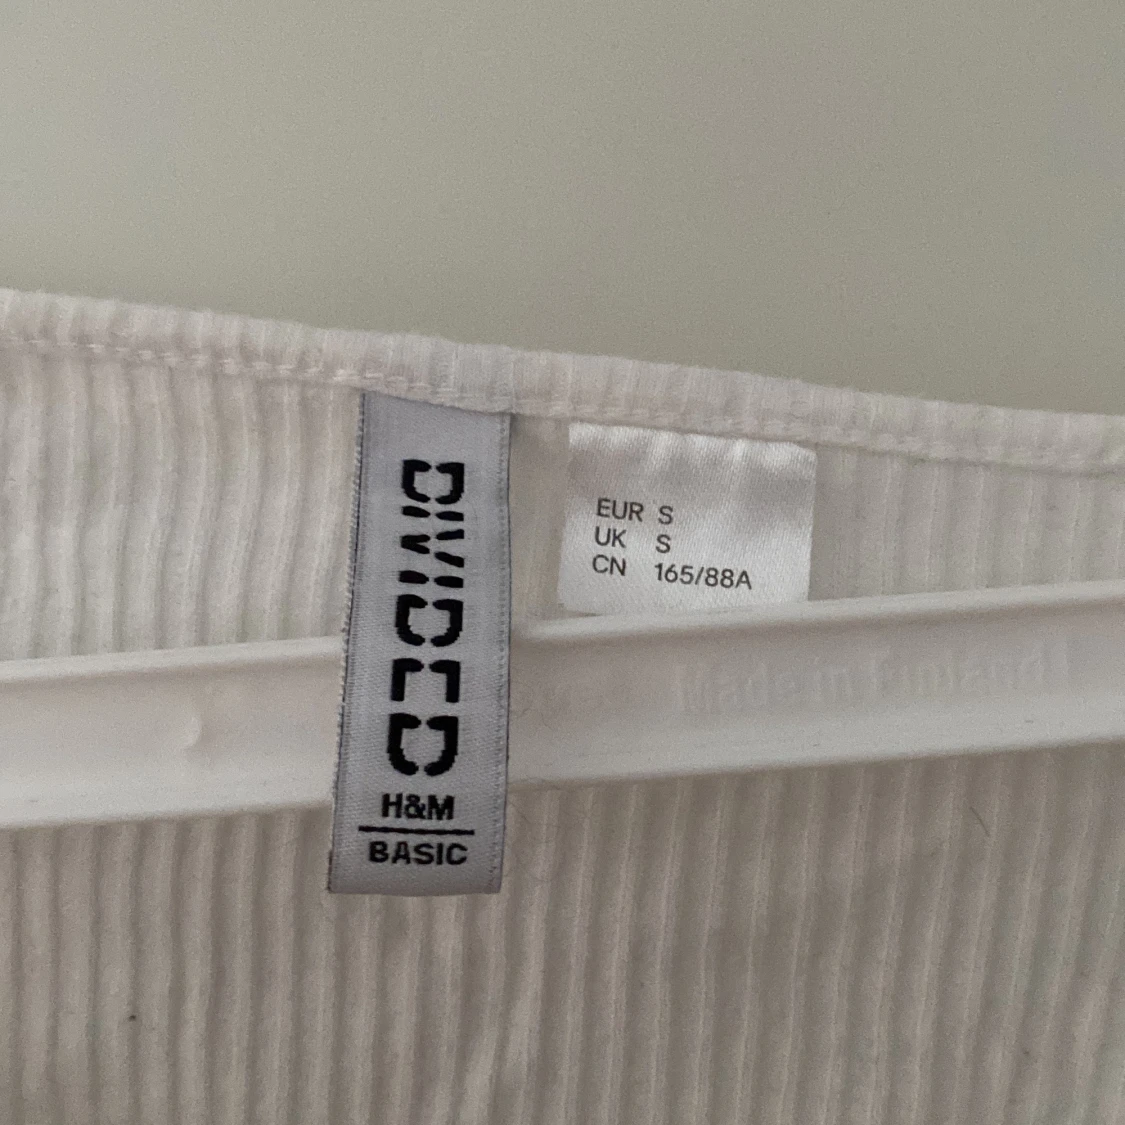 DIVIDED
H&M
BASIC
EUR S
UK S
CN 165/88A
Made in Finland